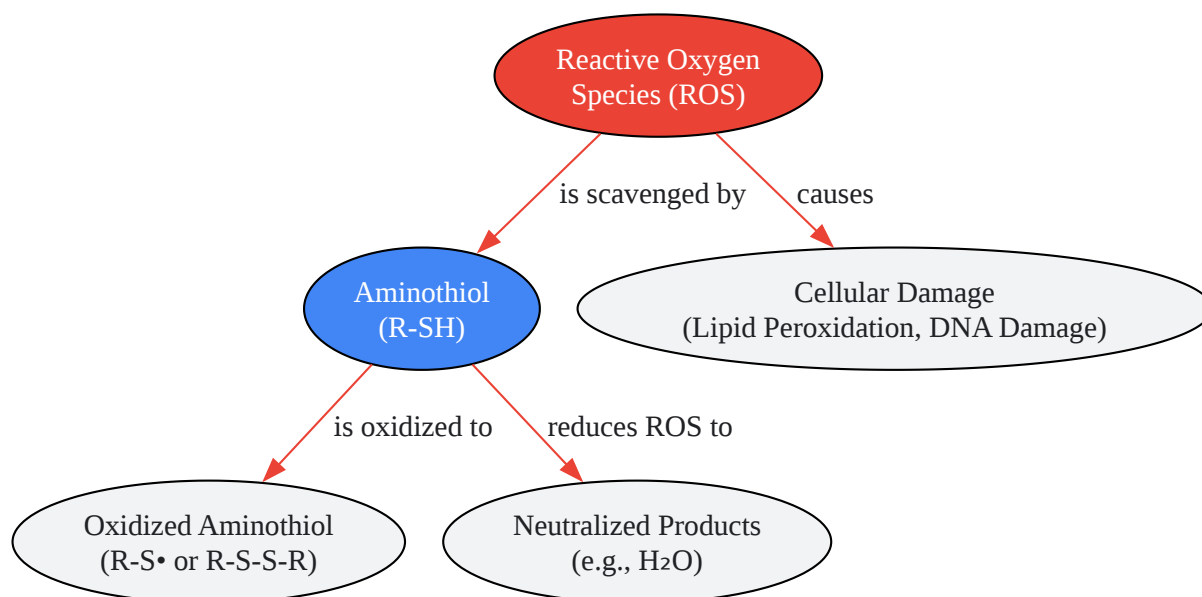 Reactive Oxygen
Species (ROS)
is scavenged by
causes
Aminothiol
(R-SH)
Cellular Damage
(Lipid Peroxidation, DNA Damage)
is oxidized to
reduces ROS to
Oxidized Aminothiol
(R-S• or R-S-S-R)
Neutralized Products
(e.g., H₂O)